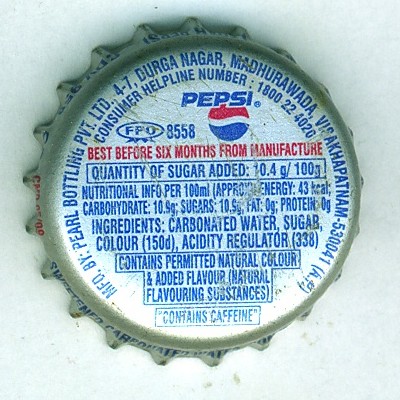 MFD. BY: PEARL BOTTLING PVT. LTD. 4-7, DURGA NAGAR, MADHURAWADA, VISAKHAPATNAM-530041 (A.P.)
CONSUMER HELPLINE NUMBER : 1800 22 4020
PEPSI®
FPO 8558
BEST BEFORE SIX MONTHS FROM MANUFACTURE
QUANTITY OF SUGAR ADDED: 10.4 g/ 100g
NUTRITIONAL INFO PER 100ml (APPROX) ENERGY: 43 kcal;
CARBOHYDRATE: 10.9g, SUGARS: 10.9g, FAT: 0g; PROTEIN: 0g
INGREDIENTS: CARBONATED WATER, SUGAR,
COLOUR (150d), ACIDITY REGULATOR (338)
CONTAINS PERMITTED NATURAL COLOUR
& ADDED FLAVOUR (NATURAL
FLAVOURING SUBSTANCES)
"CONTAINS CAFFEINE"